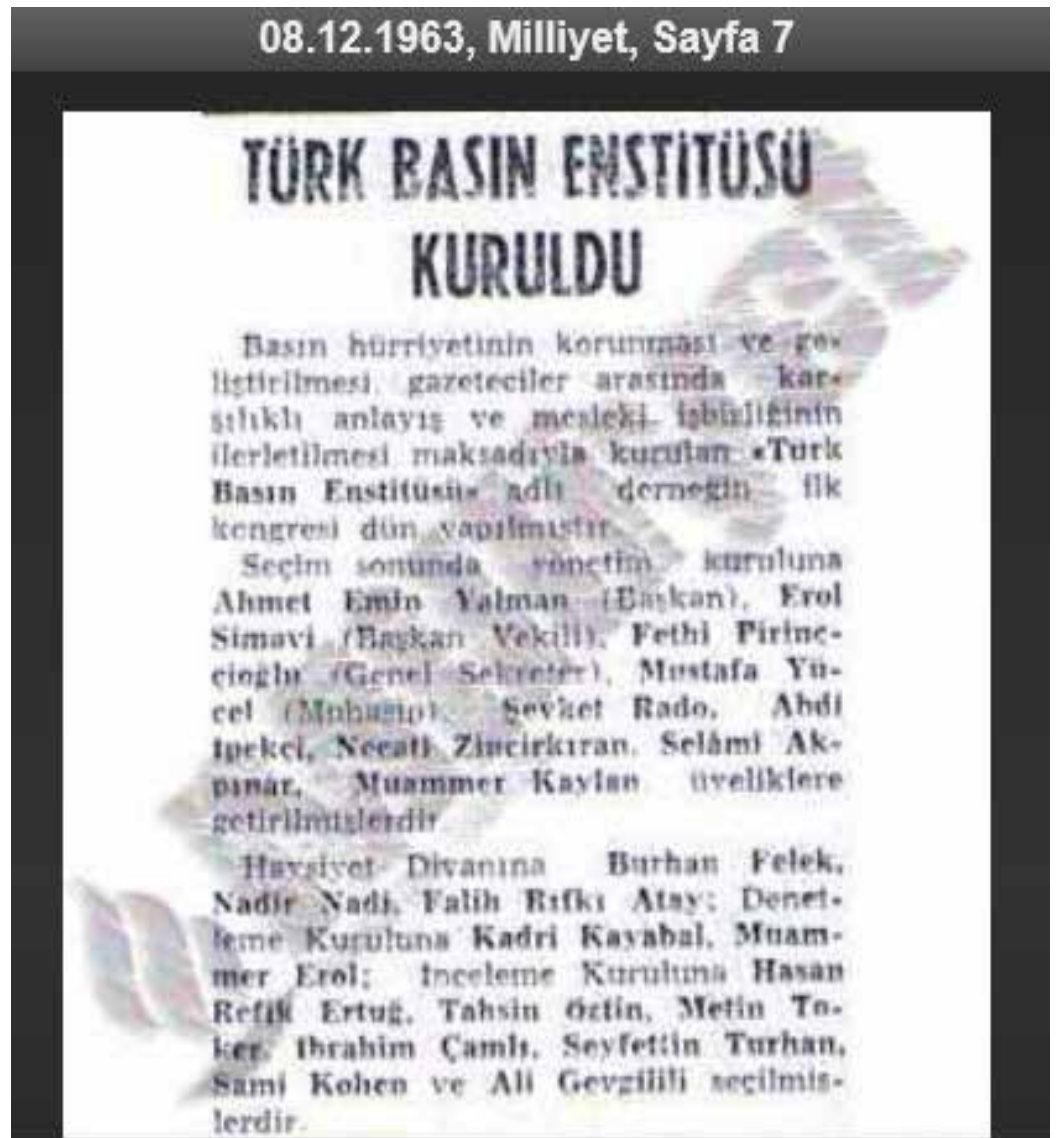 08.12.1963, Milliyet, Sayfa 7
TÜRK BASIN ENSTİTÜSÜ
KURULDU
Basın hürriyetinin korunması ve ge-
liştirilmesi, gazeteciler arasında kar-
şılıklı anlayış ve mesleki işbirliğinin
ilerletilmesi maksadıyla kurulan «Türk
Basın Enstitüsü» adlı derneğin ilk
kongresi dün yapılmıştır.
Seçim sonunda yönetim kuruluna
Ahmet Emin Yalman (Başkan), Erol
Simavi (Başkan Vekili), Fethi Pirinç-
cioğlu (Genel Sekreter), Mustafa Yü-
cel (Muhasip), Şevket Rado, Abdi
İpekçi, Necati Zincirkıran, Selâmi Ak-
pınar, Muammer Kaylan üyeliklere
getirilmişlerdir.
Haysiyet Divanına Burhan Felek,
Nadir Nadi, Falih Rıfkı Atay; Denet-
leme Kuruluna Kadri Kayabal, Muam-
mer Erol; İnceleme Kuruluna Hasan
Refik Ertuğ, Tahsin Öztin, Metin To-
ker, İbrahim Çamlı, Seyfettin Turhan,
Sami Kohen ve Ali Gevgilili seçilmiş-
lerdir.